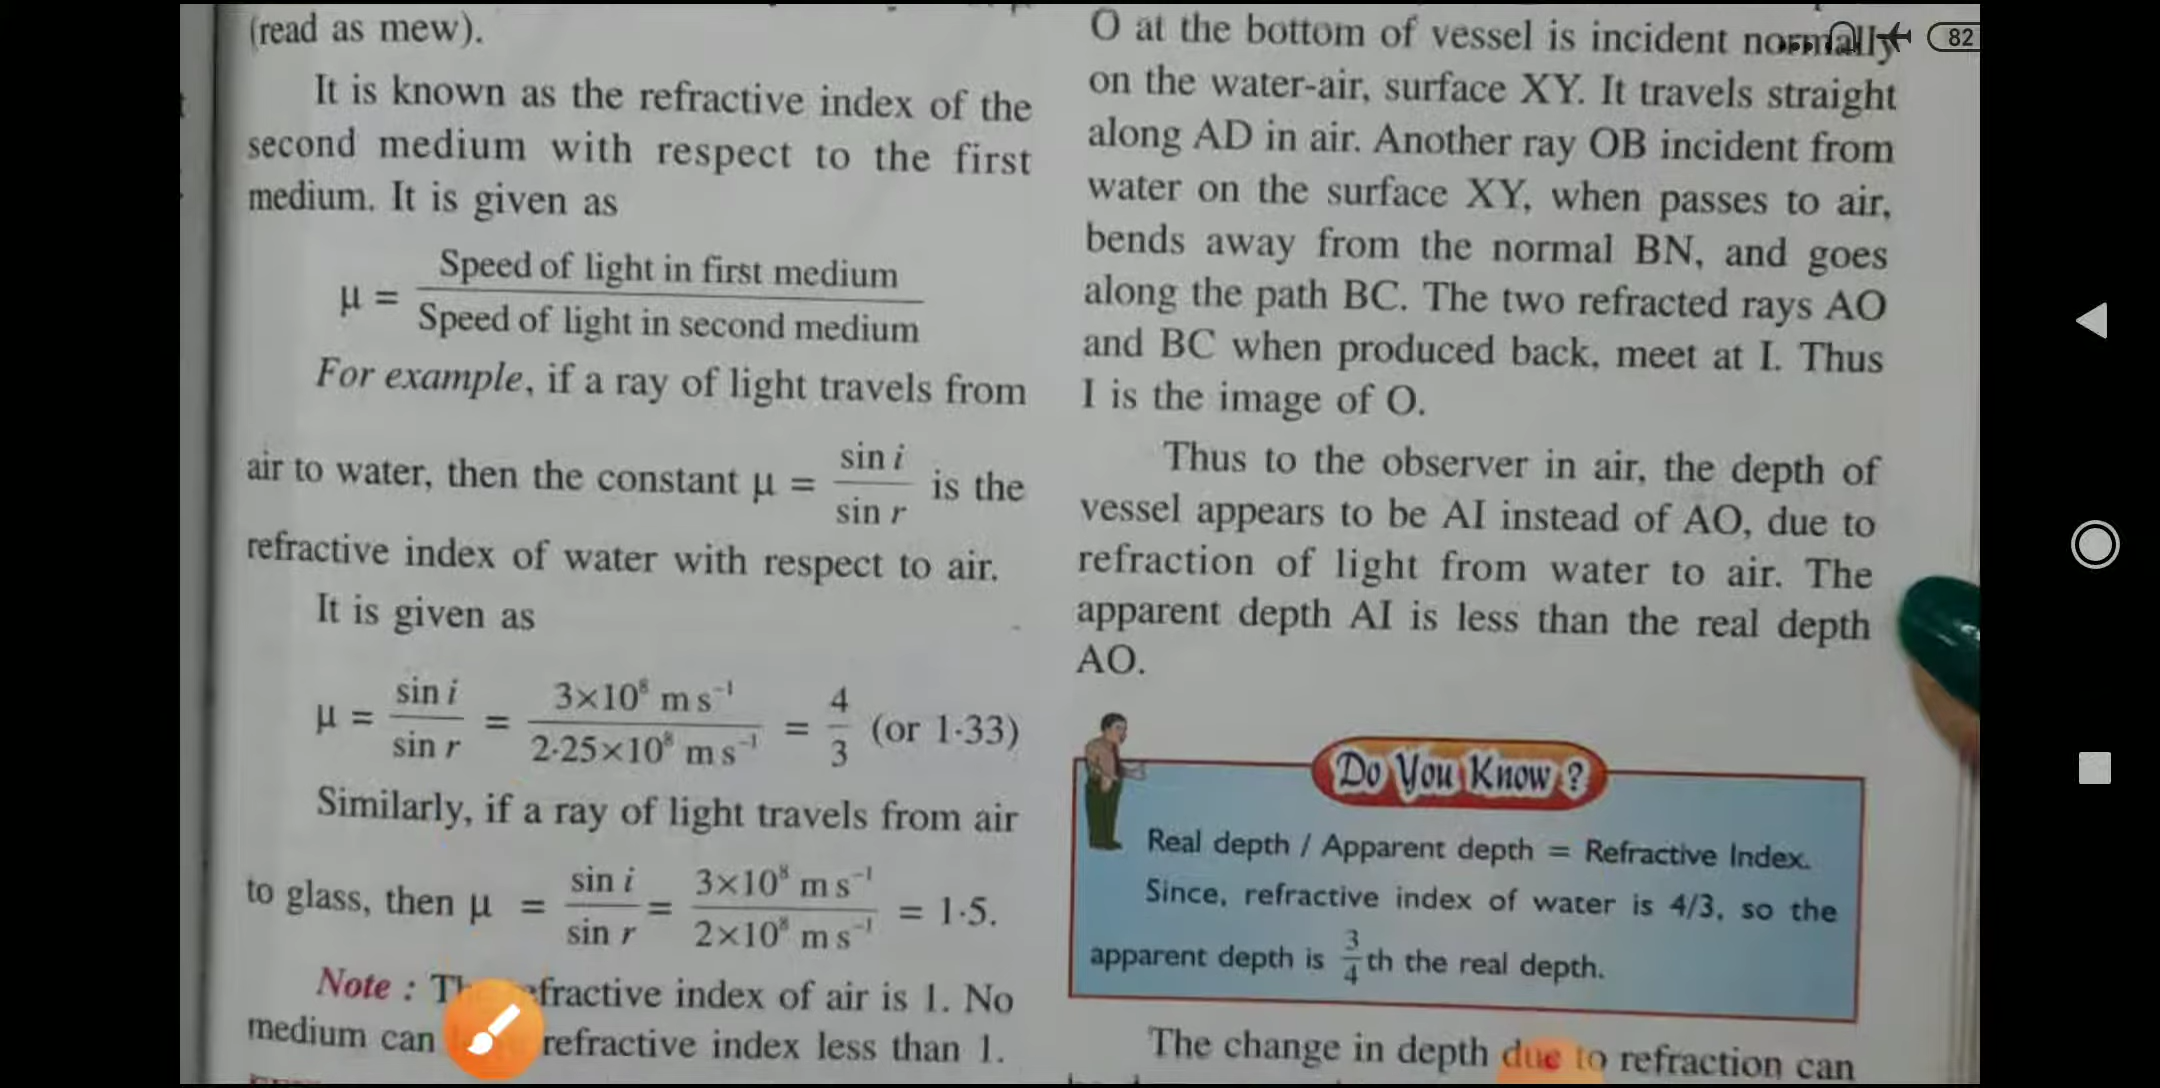 (read as mew).
It is known as the refractive index of the
second medium with respect to the first
medium. It is given as
μ = Speed of light in first medium / Speed of light in second medium
For example, if a ray of light travels from
air to water, then the constant μ = sin i / sin r is the
refractive index of water with respect to air.
It is given as
μ = sin i / sin r = 3×10⁸ m s⁻¹ / 2·25×10⁸ m s⁻¹ = 4/3 (or 1·33)
Similarly, if a ray of light travels from air
to glass, then μ = sin i / sin r = 3×10⁸ m s⁻¹ / 2×10⁸ m s⁻¹ = 1·5.
Note : fractive index of air is 1. No
medium can refractive index less than 1.
O at the bottom of vessel is incident normally
on the water-air, surface XY. It travels straight
along AD in air. Another ray OB incident from
water on the surface XY, when passes to air,
bends away from the normal BN, and goes
along the path BC. The two refracted rays AO
and BC when produced back, meet at I. Thus
I is the image of O.
Thus to the observer in air, the depth of
vessel appears to be AI instead of AO, due to
refraction of light from water to air. The
apparent depth AI is less than the real depth
AO.
Do You Know ?
Real depth / Apparent depth = Refractive Index.
Since, refractive index of water is 4/3, so the
apparent depth is 3/4 th the real depth.
The change in depth due to refraction can
82